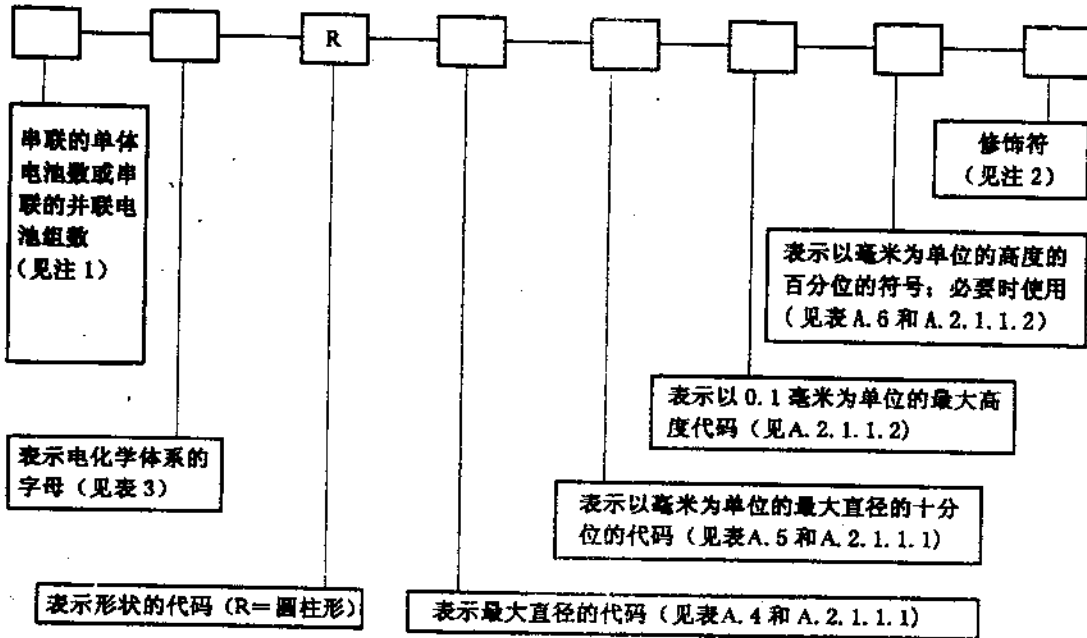 R
串联的单体
电池数或串
联的并联电
池组数
(见注 1)
修饰符
(见注 2)
表示以毫米为单位的高度的
百分位的符号；必要时使用
(见表A.6 和 A.2.1.1.2)
表示以 0.1 毫米为单位的最大高
度代码 (见A.2.1.1.2)
表示电化学体系的
字母 (见表 3)
表示以毫米为单位的最大直径的十分
位的代码 (见表A.5 和A.2.1.1.1)
表示形状的代码 (R＝圆柱形)
表示最大直径的代码 (见表A.4 和 A.2.1.1.1)